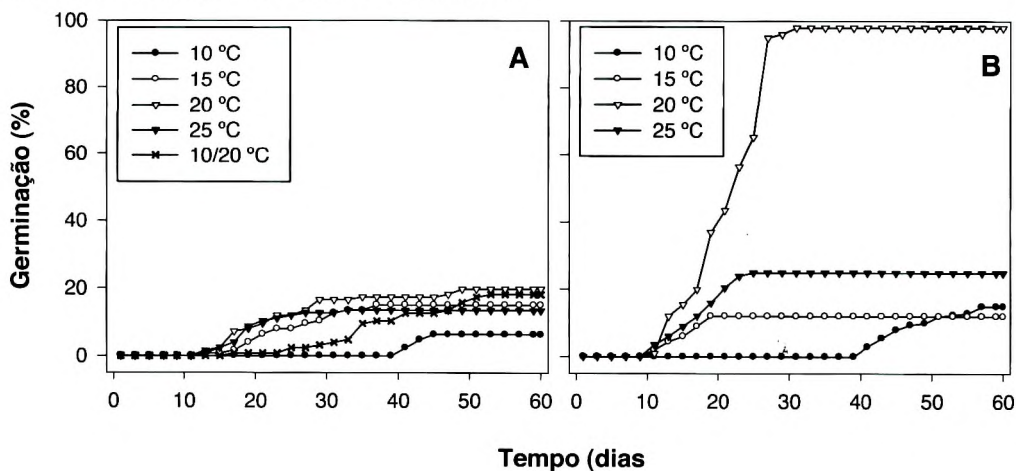 Germinação (%)
100
80
60
40
20
0
10 ºC
15 ºC
20 ºC
25 ºC
10/20 ºC
A
0 10 20 30 40 50 60
10 ºC
15 ºC
20 ºC
25 ºC
B
0 10 20 30 40 50 60
Tempo (dias